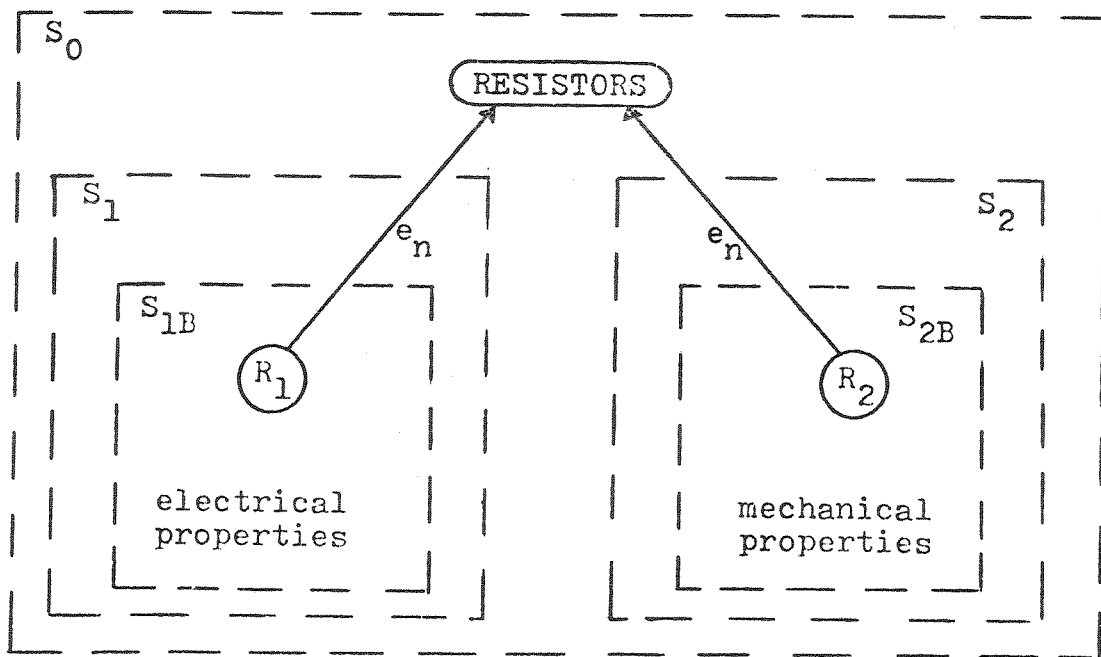 S0
RESISTORS
S1
S2
en
en
S1B
S2B
R1
R2
electrical
properties
mechanical
properties